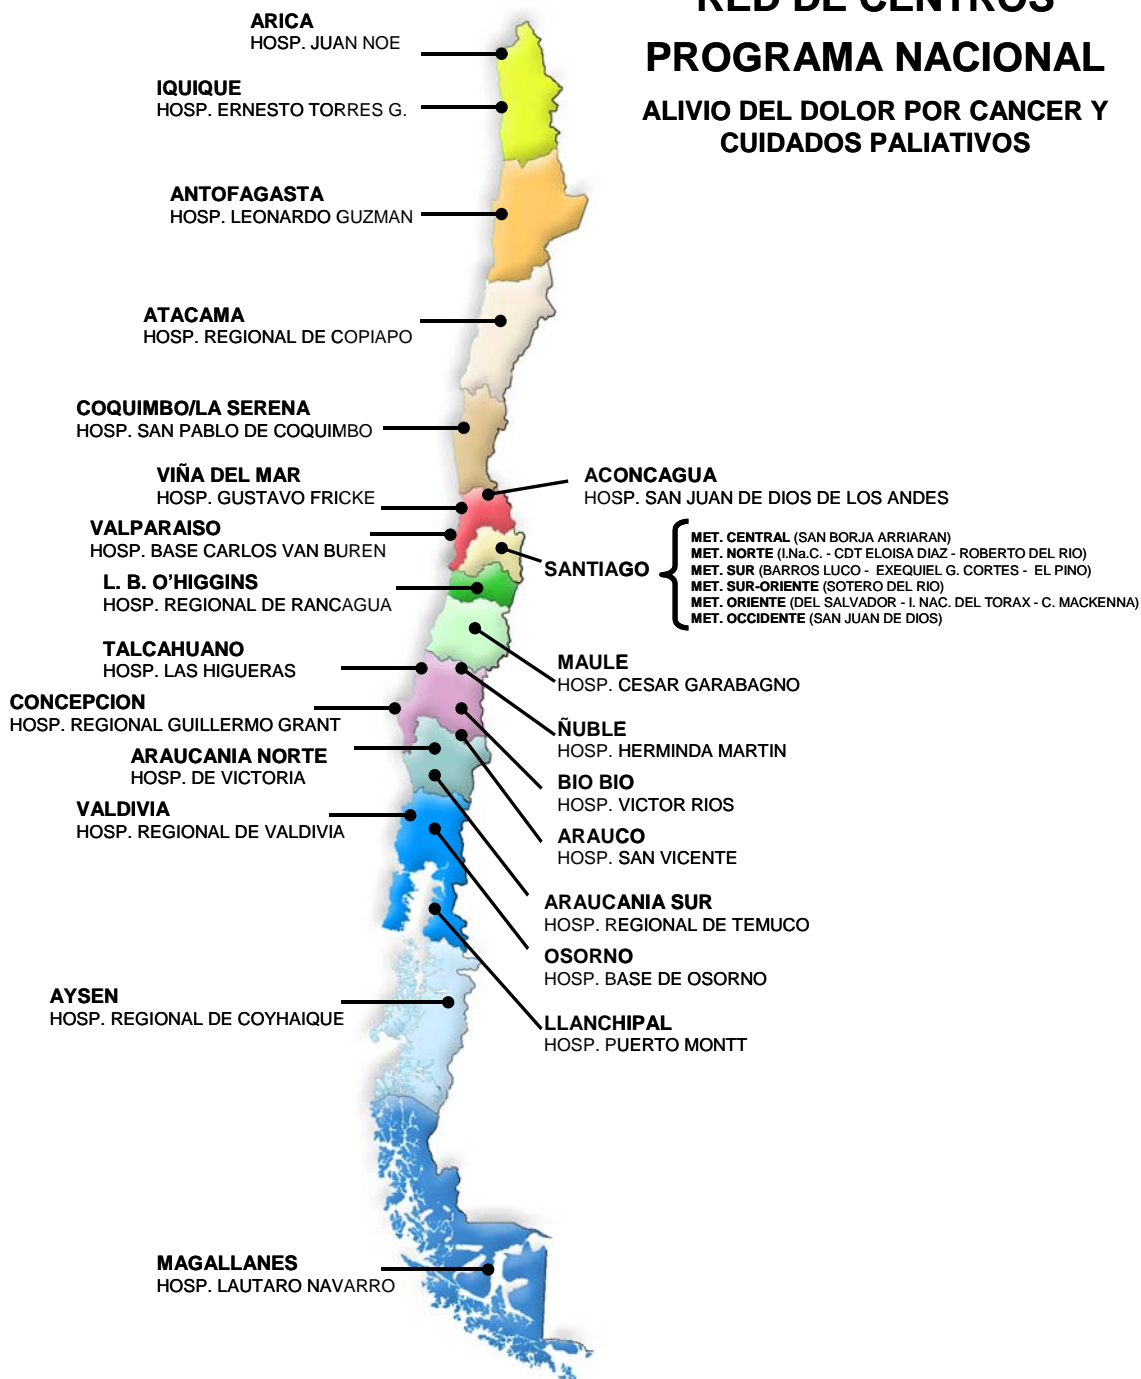 RED DE CENTROS
PROGRAMA NACIONAL
ALIVIO DEL DOLOR POR CANCER Y
CUIDADOS PALIATIVOS
ARICA
HOSP. JUAN NOE
IQUIQUE
HOSP. ERNESTO TORRES G.
ANTOFAGASTA
HOSP. LEONARDO GUZMAN
ATACAMA
HOSP. REGIONAL DE COPIAPO
COQUIMBO/LA SERENA
HOSP. SAN PABLO DE COQUIMBO
VIÑA DEL MAR
HOSP. GUSTAVO FRICKE
VALPARAISO
HOSP. BASE CARLOS VAN BUREN
L. B. O'HIGGINS
HOSP. REGIONAL DE RANCAGUA
TALCAHUANO
HOSP. LAS HIGUERAS
CONCEPCION
HOSP. REGIONAL GUILLERMO GRANT
ARAUCANIA NORTE
HOSP. DE VICTORIA
VALDIVIA
HOSP. REGIONAL DE VALDIVIA
AYSEN
HOSP. REGIONAL DE COYHAIQUE
MAGALLANES
HOSP. LAUTARO NAVARRO
ACONCAGUA
HOSP. SAN JUAN DE DIOS DE LOS ANDES
SANTIAGO
MET. CENTRAL (SAN BORJA ARRIARAN)
MET. NORTE (I.Na.C. - CDT ELOISA DIAZ - ROBERTO DEL RIO)
MET. SUR (BARROS LUCO - EXEQUIEL G. CORTES - EL PINO)
MET. SUR-ORIENTE (SOTERO DEL RIO)
MET. ORIENTE (DEL SALVADOR - I. NAC. DEL TORAX - C. MACKENNA)
MET. OCCIDENTE (SAN JUAN DE DIOS)
MAULE
HOSP. CESAR GARABAGNO
ÑUBLE
HOSP. HERMINDA MARTIN
BIO BIO
HOSP. VICTOR RIOS
ARAUCO
HOSP. SAN VICENTE
ARAUCANIA SUR
HOSP. REGIONAL DE TEMUCO
OSORNO
HOSP. BASE DE OSORNO
LLANCHIPAL
HOSP. PUERTO MONTT